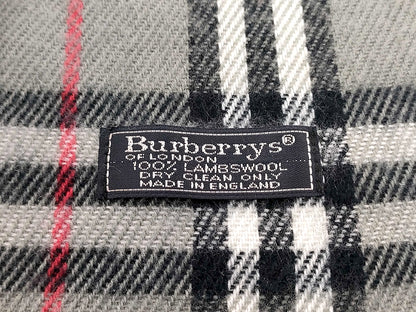 Burberrys®
OF LONDON
100% LAMBSWOOL
DRY CLEAN ONLY
MADE IN ENGLAND